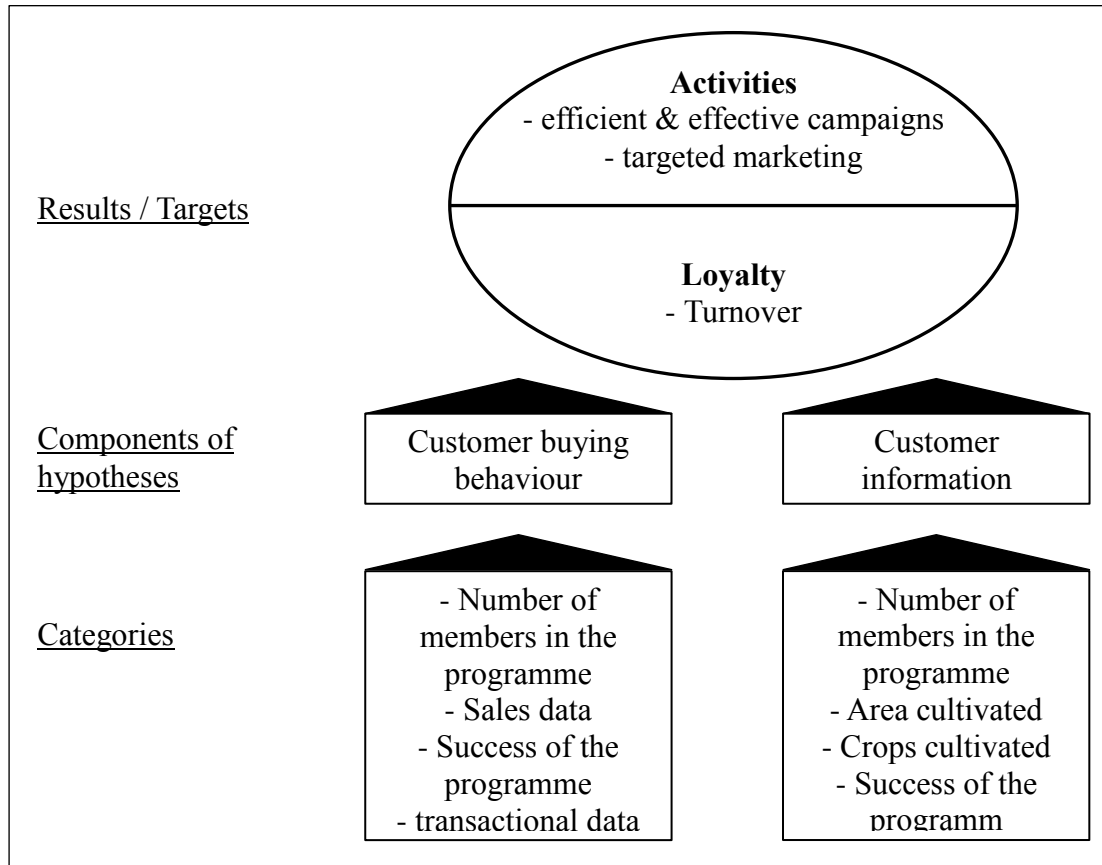 Activities
- efficient & effective campaigns
- targeted marketing
Results / Targets
Loyalty
- Turnover
Components of
hypotheses
Customer buying
behaviour
Customer
information
Categories
- Number of
members in the
programme
- Sales data
- Success of the
programme
- transactional data
- Number of
members in the
programme
- Area cultivated
- Crops cultivated
- Success of the
programm